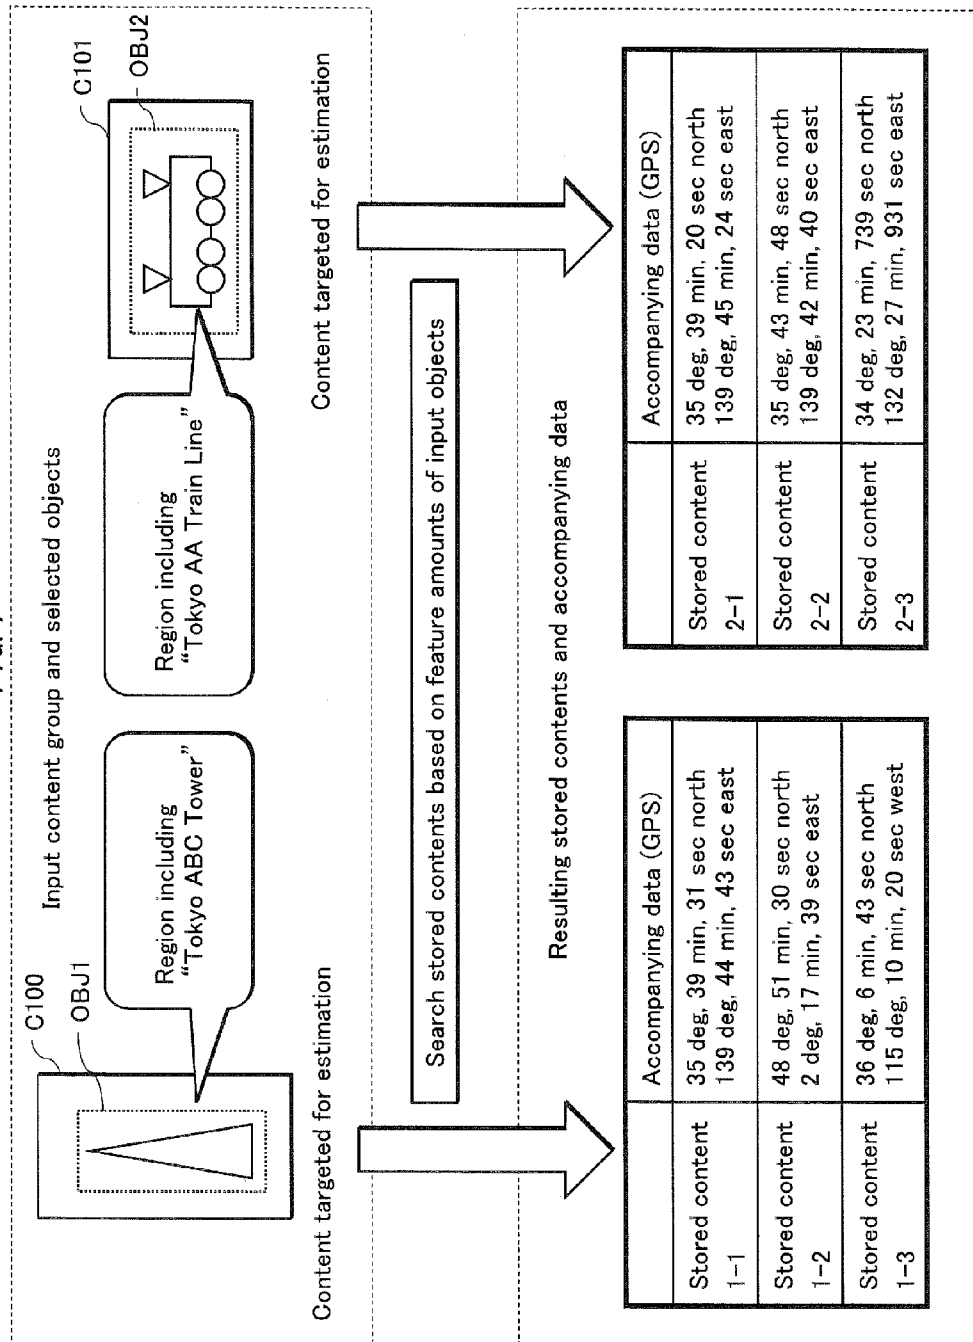 Input content group and selected objects
C100
OBJ1
Region including
“Tokyo ABC Tower”
Region including
“Tokyo AA Train Line”
C101
OBJ2
Content targeted for estimation
Content targeted for estimation
Search stored contents based on feature amounts of input objects
Resulting stored contents and accompanying data
Accompanying data (GPS)
Stored content
1-1
35 deg, 39 min, 31 sec north
139 deg, 44 min, 43 sec east
Stored content
1-2
48 deg, 51 min, 30 sec north
2 deg, 17 min, 39 sec east
Stored content
1-3
36 deg, 6 min, 43 sec north
115 deg, 10 min, 20 sec west
Accompanying data (GPS)
Stored content
2-1
35 deg, 39 min, 20 sec north
139 deg, 45 min, 24 sec east
Stored content
2-2
35 deg, 43 min, 48 sec north
139 deg, 42 min, 40 sec east
Stored content
2-3
34 deg, 23 min, 739 sec north
132 deg, 27 min, 931 sec east